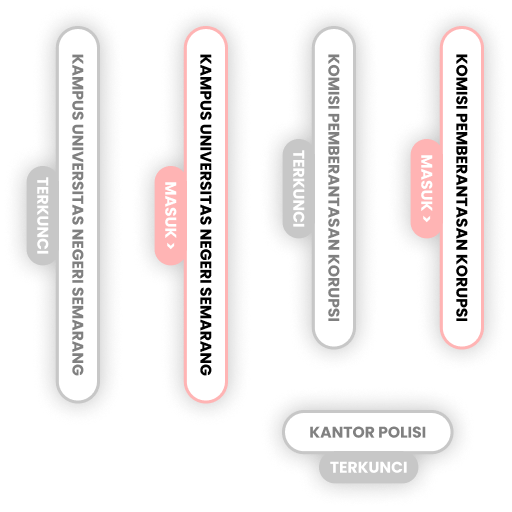 KAMPUS UNIVERSITAS NEGERI SEMARANG
TERKUNCI
KAMPUS UNIVERSITAS NEGERI SEMARANG
MASUK >
KOMISI PEMBERANTASAN KORUPSI
TERKUNCI
KOMISI PEMBERANTASAN KORUPSI
MASUK >
KANTOR POLISI
TERKUNCI